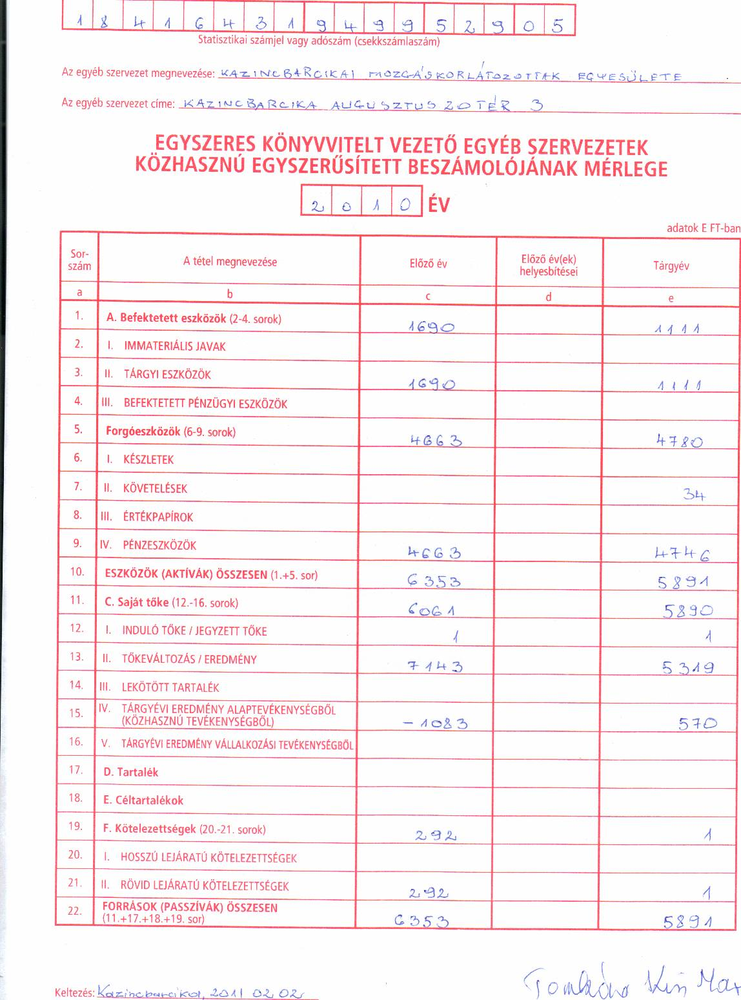 1 8 4 1 6 4 3 1 9 4 9 9 5 2 9 0 5
Statisztikai számjel vagy adószám (csekkszámlaszám)
Az egyéb szervezet megnevezése: KAZINCBARCIKAI MOZGÁSKORLÁTOZOTTAK EGYESÜLETE
Az egyéb szervezet címe: KAZINCBARCIKA AUGUSZTUS 20 TÉR 3
EGYSZERES KÖNYVVITELT VEZETŐ EGYÉB SZERVEZETEK
KÖZHASZNÚ EGYSZERŰSÍTETT BESZÁMOLÓJÁNAK MÉRLEGE
2 0 1 0 ÉV
adatok E FT-ban
Sor-szám A tétel megnevezése Előző év Előző év(ek) helyesbítései Tárgyév
a b c d e
1. A. Befektetett eszközök (2-4. sorok) 1690 1111
2. I. IMMATERIÁLIS JAVAK
3. II. TÁRGYI ESZKÖZÖK 1690 1111
4. III. BEFEKTETETT PÉNZÜGYI ESZKÖZÖK
5. Forgóeszközök (6-9. sorok) 4663 4780
6. I. KÉSZLETEK
7. II. KÖVETELÉSEK 34
8. III. ÉRTÉKPAPÍROK
9. IV. PÉNZESZKÖZÖK 4663 4746
10. ESZKÖZÖK (AKTÍVÁK) ÖSSZESEN (1.+5. sor) 6353 5891
11. C. Saját tőke (12.-16. sorok) 6061 5890
12. I. INDULÓ TŐKE / JEGYZETT TŐKE 1 1
13. II. TŐKEVÁLTOZÁS / EREDMÉNY 7143 5319
14. III. LEKÖTÖTT TARTALÉK
15. IV. TÁRGYÉVI EREDMÉNY ALAPTEVÉKENYSÉGBŐL
(KÖZHASZNÚ TEVÉKENYSÉGBŐL) -1083 570
16. V. TÁRGYÉVI EREDMÉNY VÁLLALKOZÁSI TEVÉKENYSÉGBŐL
17. D. Tartalék
18. E. Céltartalékok
19. F. Kötelezettségek (20.-21. sorok) 292 1
20. I. HOSSZÚ LEJÁRATÚ KÖTELEZETTSÉGEK
21. II. RÖVID LEJÁRATÚ KÖTELEZETTSÉGEK 292 1
22. FORRÁSOK (PASSZÍVÁK) ÖSSZESEN
(11.+17.+18.+19. sor) 6353 5891
Keltezés: Kazincbarcika, 2011 02 02